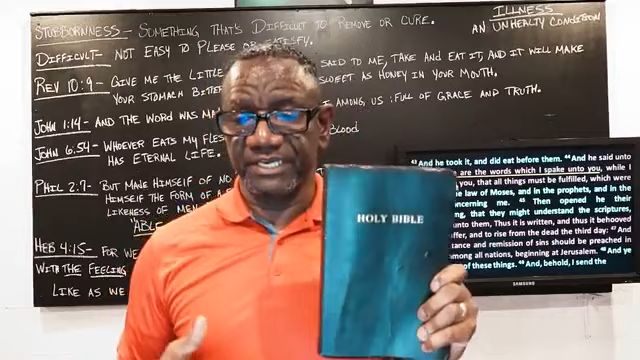 STUBBORNNESS - SOMETHING THAT'S DIFFICULT TO REMOVE OR CURE.
DIFFICULT - NOT EASY TO PLEASE OR SATISFY.
REV 10:9 - GIVE ME THE LITTLE SAID TO ME, TAKE AND EAT IT, AND IT WILL MAKE
YOUR STOMACH BITTER SWEET AS HONEY IN YOUR MOUTH.
JOHN 1:14 - AND THE WORD WAS AMONG US: FULL OF GRACE AND TRUTH.
JOHN 6:54 - WHOEVER EATS MY BLOOD
HAS ETERNAL LIFE.
PHIL 2:7 - BUT MAKE HIMSELF OF NO
HIMSELF THE FORM OF A
LIKENESS OF
HEB 4:15 - FOR WE
WITH THE FEELING
LIKE AS WE
ILLNESS
AN UNHEALTY CONDITION
HOLY BIBLE
43 And he took it, and did eat before them. 44 And he said unto
are the words which I spake unto you, while I
you, that all things must be fulfilled, which were
the law of Moses, and in the prophets, and in the
concerning me. 45 Then opened he their
that they might understand the scriptures,
unto them, Thus it is written, and thus it behooved
and to rise from the dead the third day: 47 And
and remission of sins should be preached in
among all nations, beginning at Jerusalem. 48 And ye
of these things. 49 And, behold, I send the
SAMSUNG